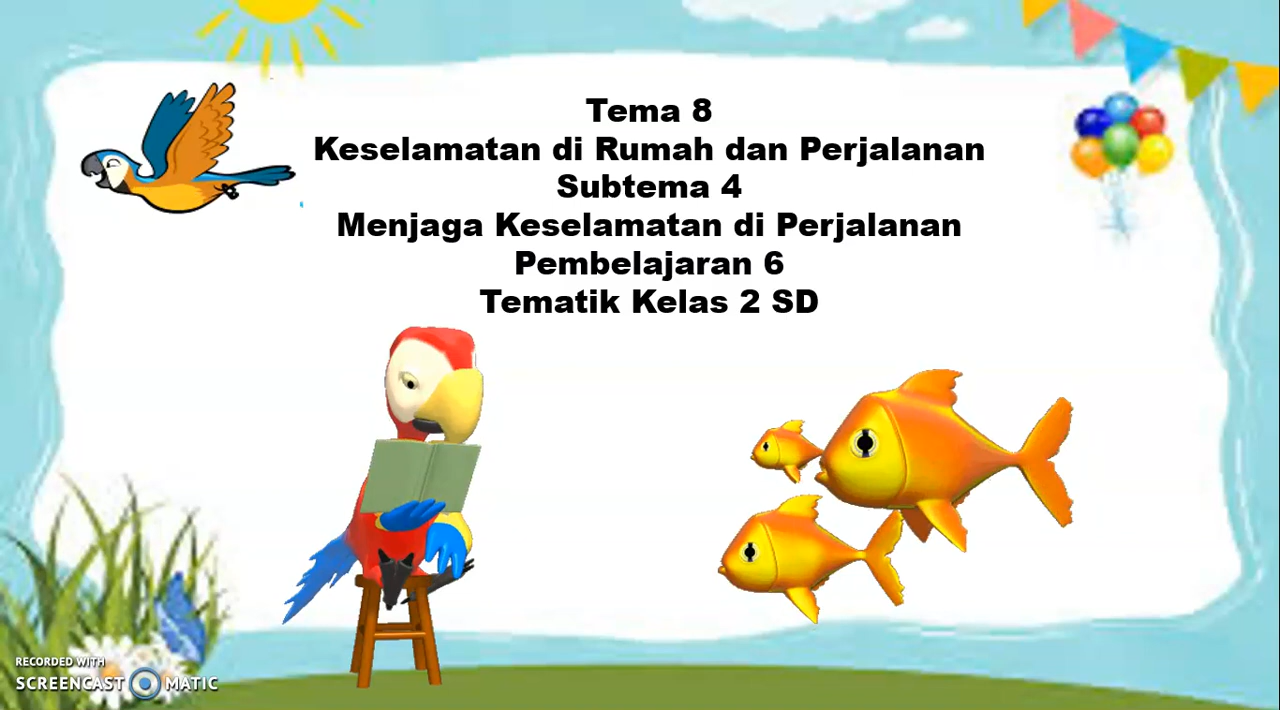 Tema 8
Keselamatan di Rumah dan Perjalanan
Subtema 4
Menjaga Keselamatan di Perjalanan
Pembelajaran 6
Tematik Kelas 2 SD
RECORDED WITH
SCREENCAST MATIC